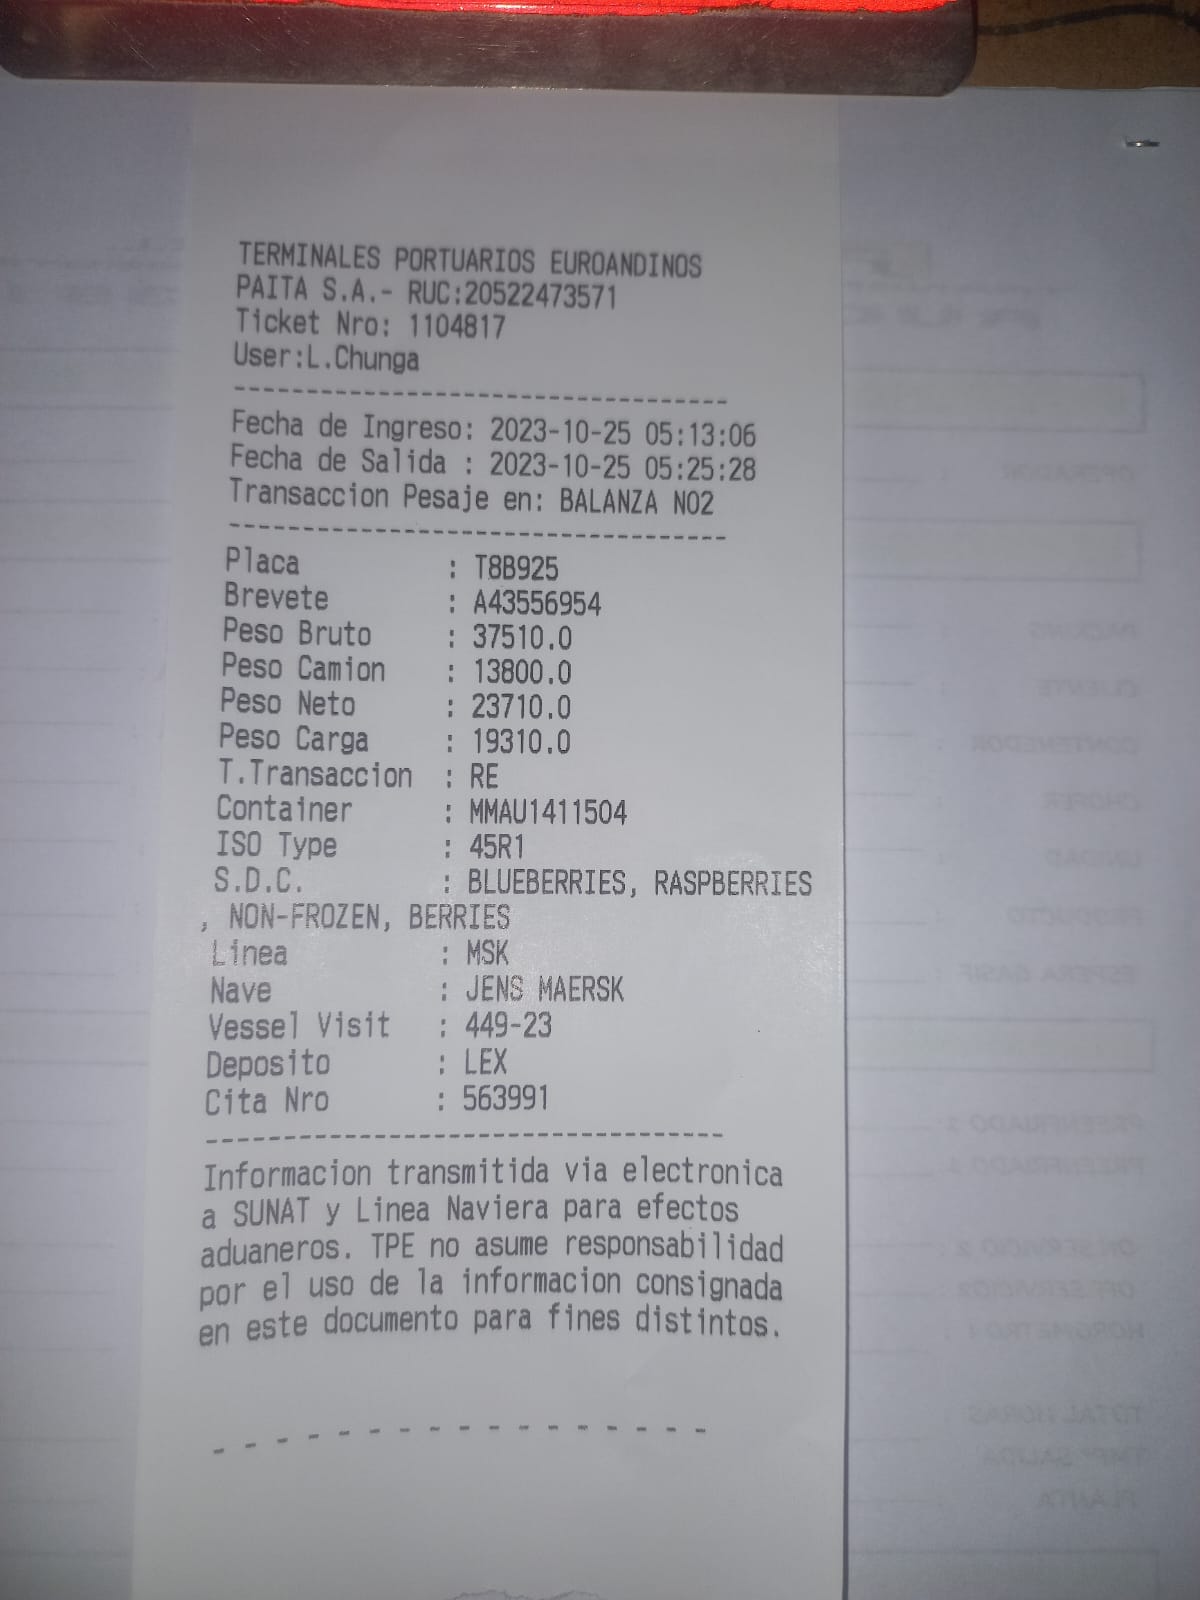 TERMINALES PORTUARIOS EUROANDINOS
PAITA S.A.- RUC:20522473571
Ticket Nro: 1104817
User:L.Chunga
----------------------------------
Fecha de Ingreso: 2023-10-25 05:13:06
Fecha de Salida : 2023-10-25 05:25:28
Transaccion Pesaje en: BALANZA NO2
----------------------------------
Placa : T8B925
Brevete : A43556954
Peso Bruto : 37510.0
Peso Camion : 13800.0
Peso Neto : 23710.0
Peso Carga : 19310.0
T.Transaccion : RE
Container : MMAU1411504
ISO Type : 45R1
S.D.C. : BLUEBERRIES, RASPBERRIES
, NON-FROZEN, BERRIES
Linea : MSK
Nave : JENS MAERSK
Vessel Visit : 449-23
Deposito : LEX
Cita Nro : 563991
----------------------------------
Informacion transmitida via electronica
a SUNAT y Linea Naviera para efectos
aduaneros. TPE no asume responsabilidad
por el uso de la informacion consignada
en este documento para fines distintos.
- - - - - - - - - - - - - - - -